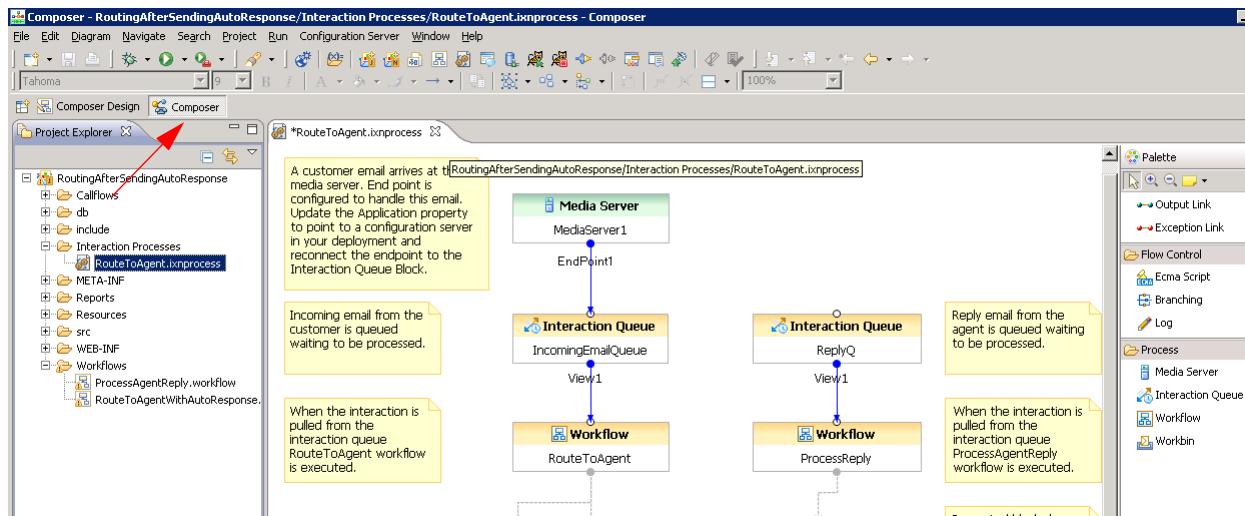 Composer - RoutingAfterSendingAutoResponse/Interaction Processes/RouteToAgent.ixnprocess - Composer
File Edit Diagram Navigate Search Project Run Configuration Server Window Help
Tahoma 9 B I A 100%
Composer Design Composer
Project Explorer
RoutingAfterSendingAutoResponse
Callflows
db
include
Interaction Processes
RouteToAgent.ixnprocess
META-INF
Reports
Resources
src
WEB-INF
Workflows
ProcessAgentReply.workflow
RouteToAgentWithAutoResponse.
*RouteToAgent.ixnprocess
RoutingAfterSendingAutoResponse/Interaction Processes/RouteToAgent.ixnprocess
A customer email arrives at th
media server. End point is
configured to handle this email.
Update the Application property
to point to a configuration server
in your deployment and
reconnect the endpoint to the
Interaction Queue Block.
Media Server
MediaServer1
EndPoint1
Incoming email from the
customer is queued
waiting to be processed.
Interaction Queue
IncomingEmailQueue
View1
Interaction Queue
ReplyQ
View1
Reply email from the
agent is queued waiting
to be processed.
When the interaction is
pulled from the
interaction queue
RouteToAgent workflow
is executed.
Workflow
RouteToAgent
Workflow
ProcessReply
When the interaction is
pulled from the
interaction queue
ProcessAgentReply
workflow is executed.
Palette
Output Link
Exception Link
Flow Control
Ecma Script
Branching
Log
Process
Media Server
Interaction Queue
Workflow
Workbin